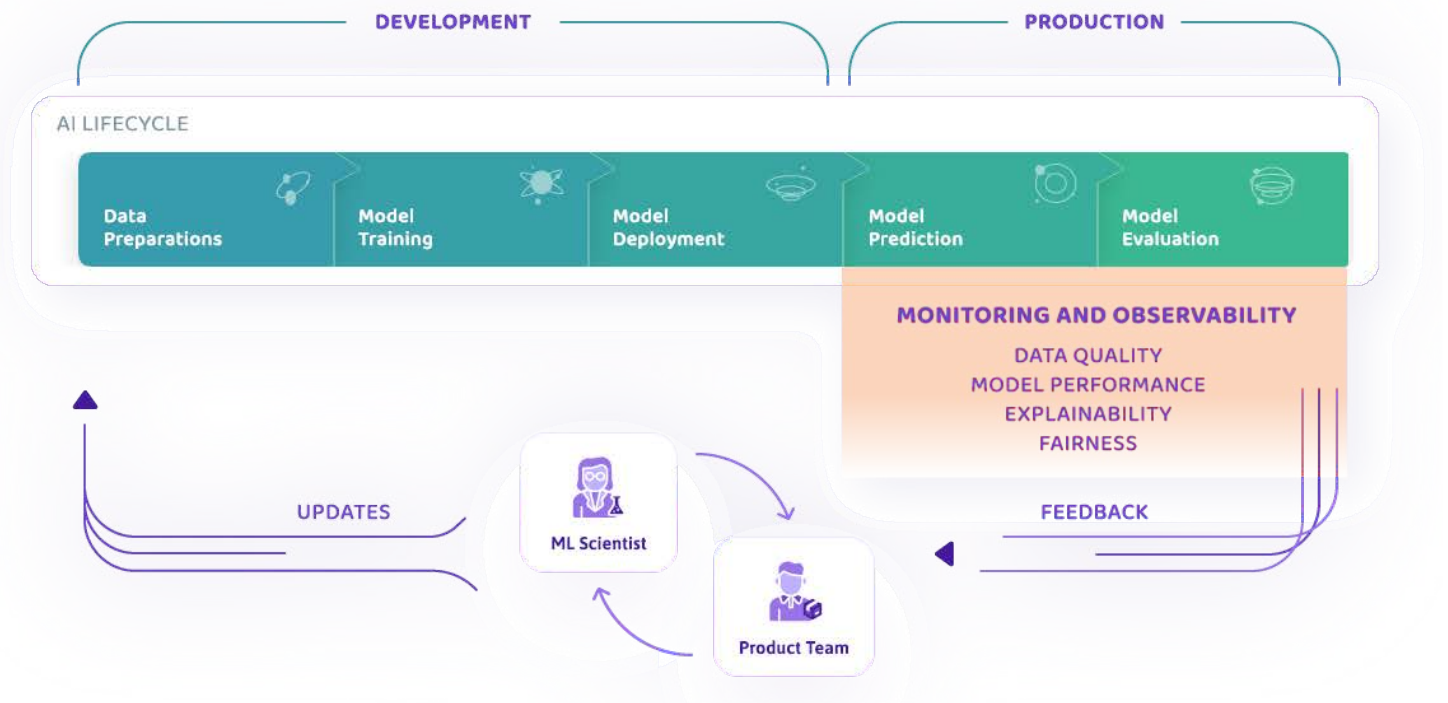 DEVELOPMENT
PRODUCTION
AI LIFECYCLE
Data
Preparations
Model
Training
Model
Deployment
Model
Prediction
Model
Evaluation
MONITORING AND OBSERVABILITY
DATA QUALITY
MODEL PERFORMANCE
EXPLAINABILITY
FAIRNESS
UPDATES
FEEDBACK
ML Scientist
Product Team